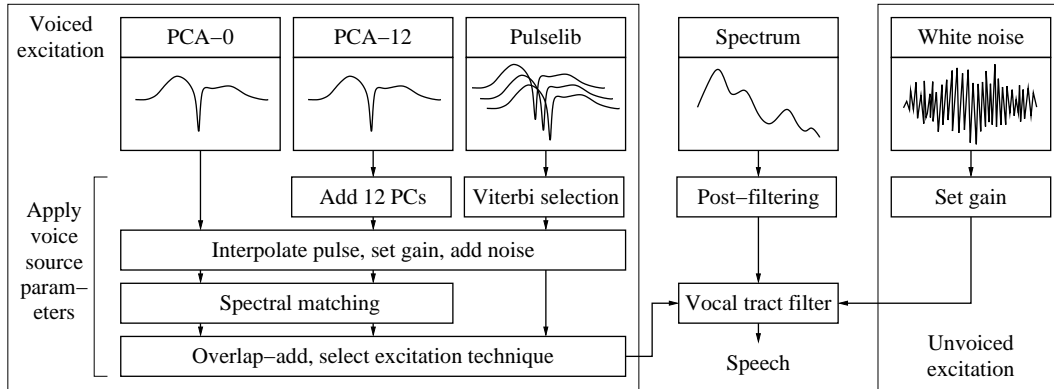 Voiced
excitation
PCA−0
PCA−12
Pulselib
Spectrum
White noise
Add 12 PCs
Viterbi selection
Post−filtering
Set gain
Apply
voice
source
param−
eters
Interpolate pulse, set gain, add noise
Spectral matching
Vocal tract filter
Overlap−add, select excitation technique
Speech
Unvoiced
excitation